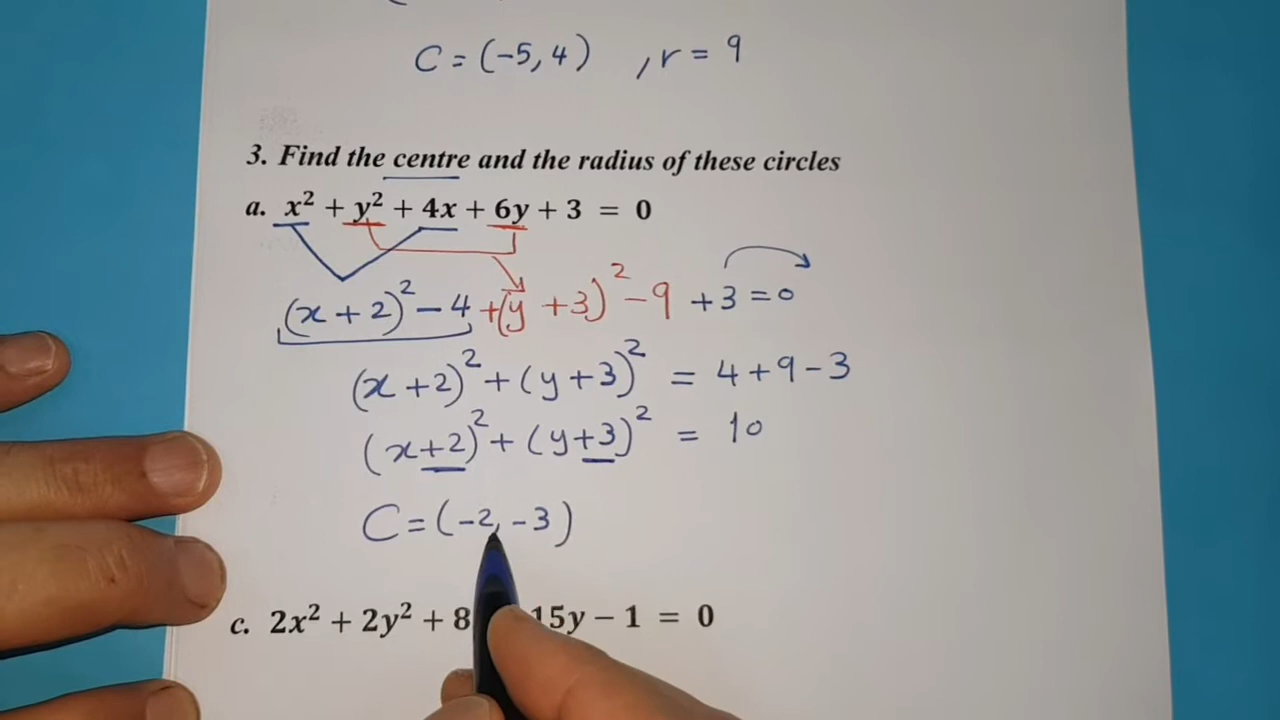 C = (-5, 4) , r = 9
3. Find the centre and the radius of these circles
a. x² + y² + 4x + 6y + 3 = 0
(x + 2)² - 4 + (y + 3)² - 9 + 3 = 0
(x + 2)² + (y + 3)² = 4 + 9 - 3
(x + 2)² + (y + 3)² = 10
C = (-2, -3)
c. 2x² + 2y² + 8 15y − 1 = 0